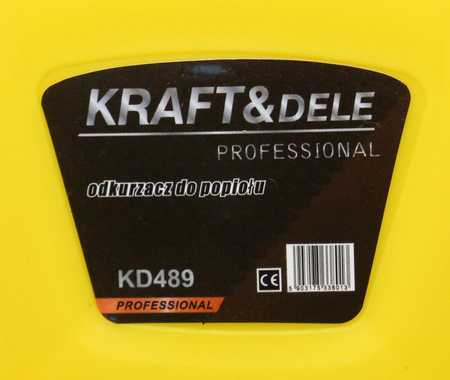 KRAFT&DELE
PROFESSIONAL
odkurzacz do popiołu
KD489
PROFESSIONAL
CE
5903175338013